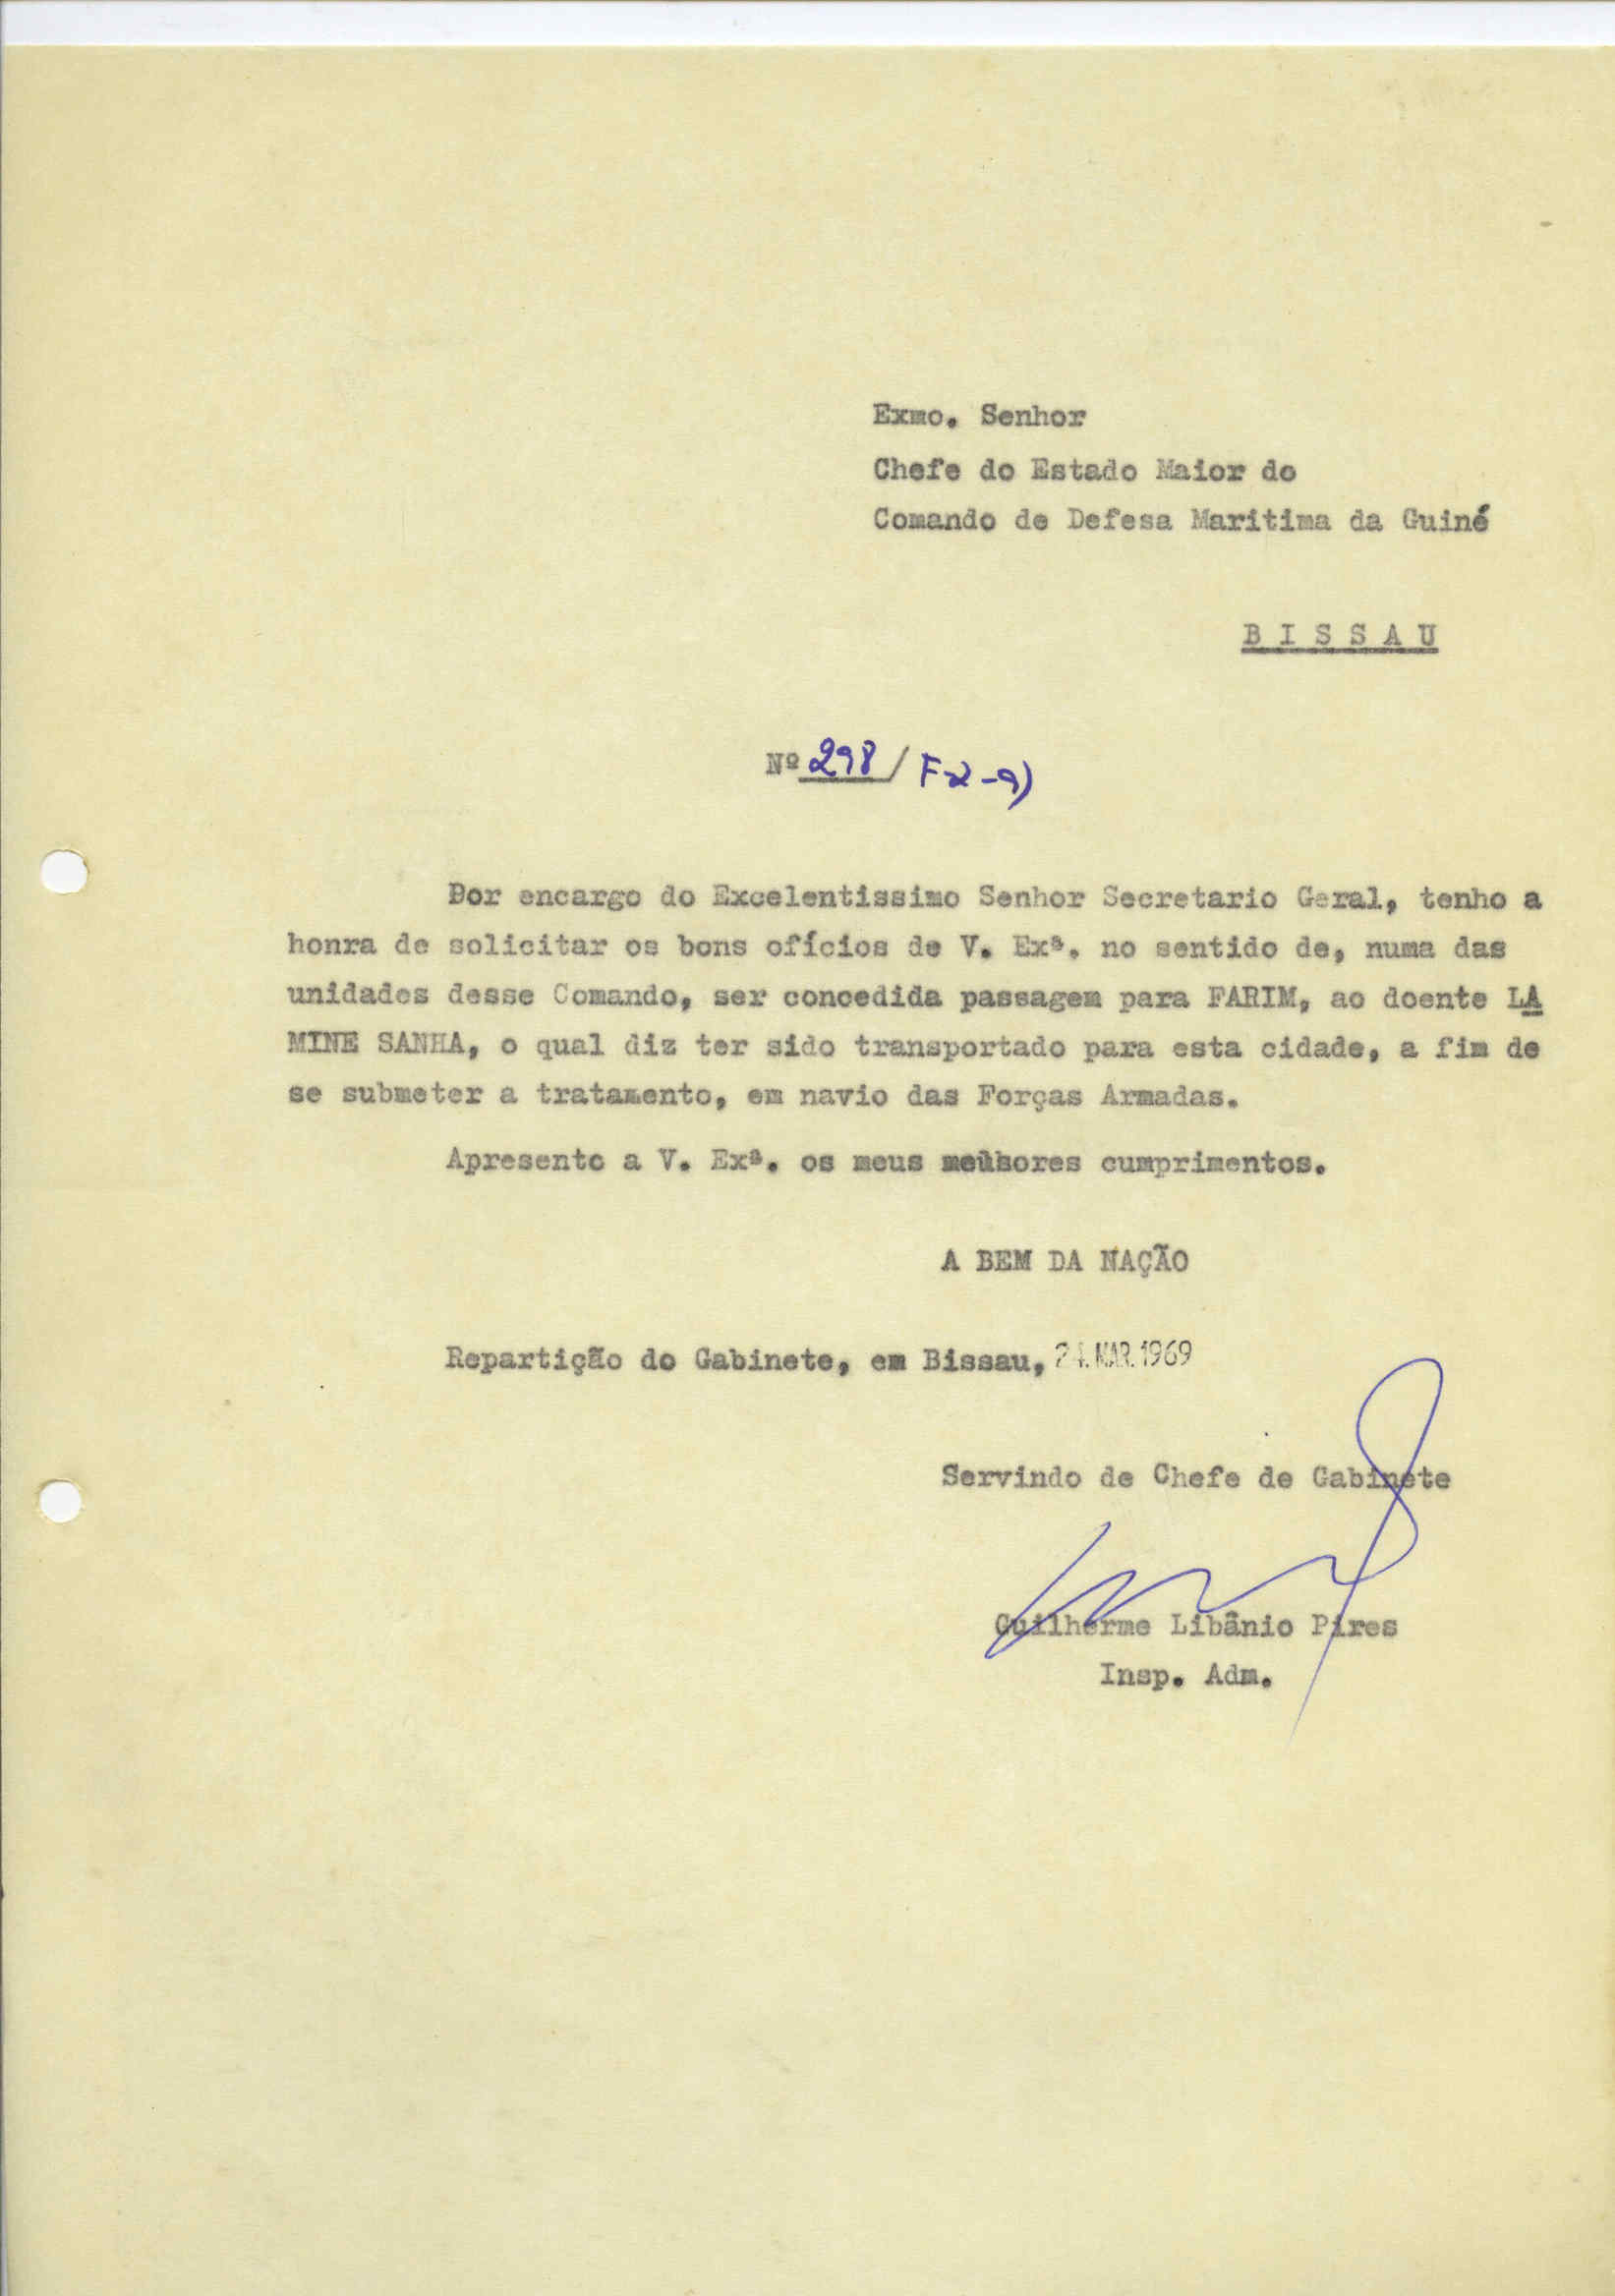 Exmo. Senhor
Chefe do Estado Maior do
Comando de Defesa Maritima da Guiné
B I S S A U
Nº 298/ F-2-a)
Por encargo do Excelentissimo Senhor Secretario Geral, tenho a
honra de solicitar os bons ofícios de V. Exª. no sentido de, numa das
unidades desse Comando, ser concedida passagem para FARIM, ao doente LA
MINE SANHA, o qual diz ter sido transportado para esta cidade, a fim de
se submeter a tratamento, em navio das Forças Armadas.
Apresento a V. Exª. os meus melhores cumprimentos.
A BEM DA NAÇÃO
Repartição do Gabinete, em Bissau, 24.MAR.1969
Servindo de Chefe de Gabinete
Guilherme Libânio Pires
Insp. Adm.